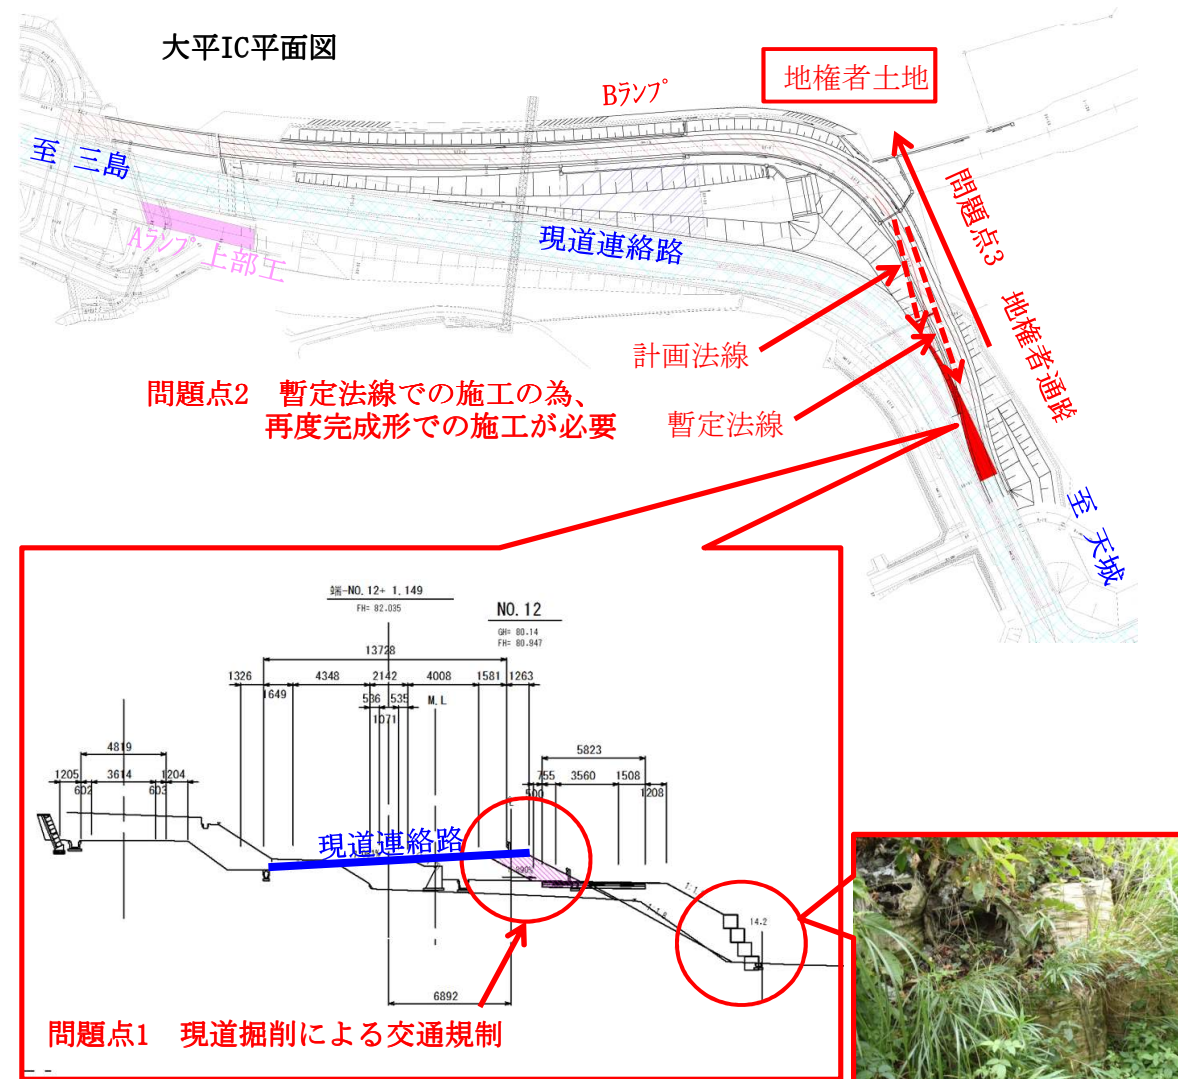 大平IC平面図
地権者土地
Bﾗﾝﾌﾟ
至 三島
問題点3 地権者通路
Aﾗﾝﾌﾟ 上部工
現道連絡路
計画法線
問題点2 暫定法線での施工の為、
再度完成形での施工が必要
暫定法線
至 天城
端-NO.12+ 1.149
FH= 82.035
NO.12
GH= 80.14
FH= 80.947
13728
1326 4348 2142 4008 1581 1263
1649 536 535 M.L
1071
4819
5823
1205 3614 1204
602 603
755 3560 1508
500 1208
現道連絡路
14.2
6892
問題点1 現道掘削による交通規制